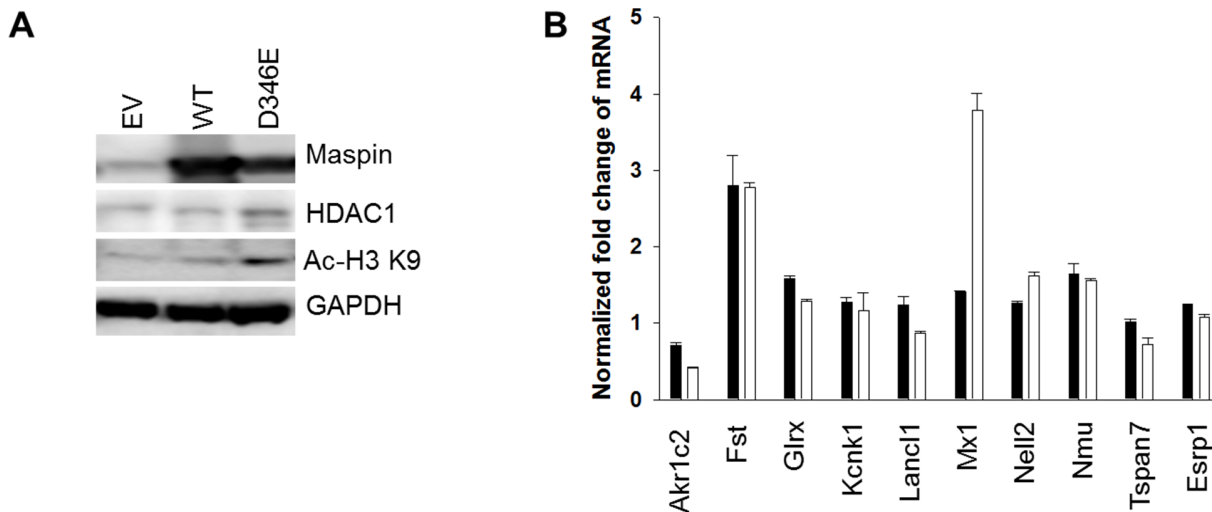 A
EV
WT
D346E
Maspin
HDAC1
Ac-H3 K9
GAPDH
B
Normalized fold change of mRNA
5
4
3
2
1
0
Akr1c2
Fst
Glrx
Kcnk1
Lancl1
Mx1
Nell2
Nmu
Tspan7
Esrp1